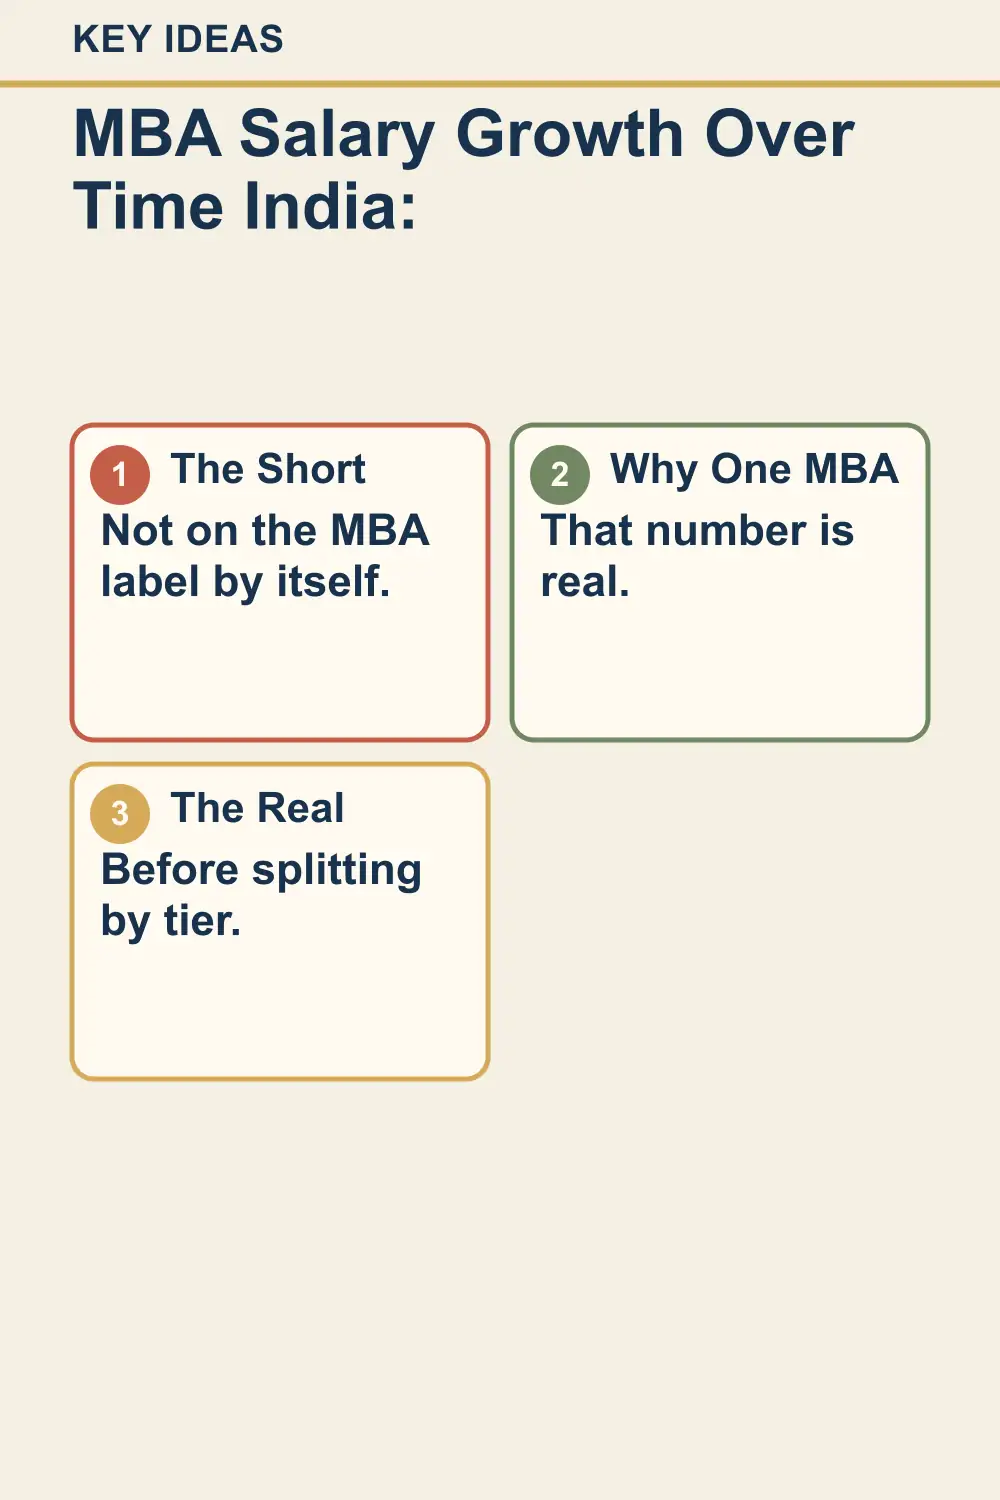 KEY IDEAS
MBA Salary Growth Over
Time India:
1 The Short
Not on the MBA
label by itself.
2 Why One MBA
That number is
real.
3 The Real
Before splitting
by tier.